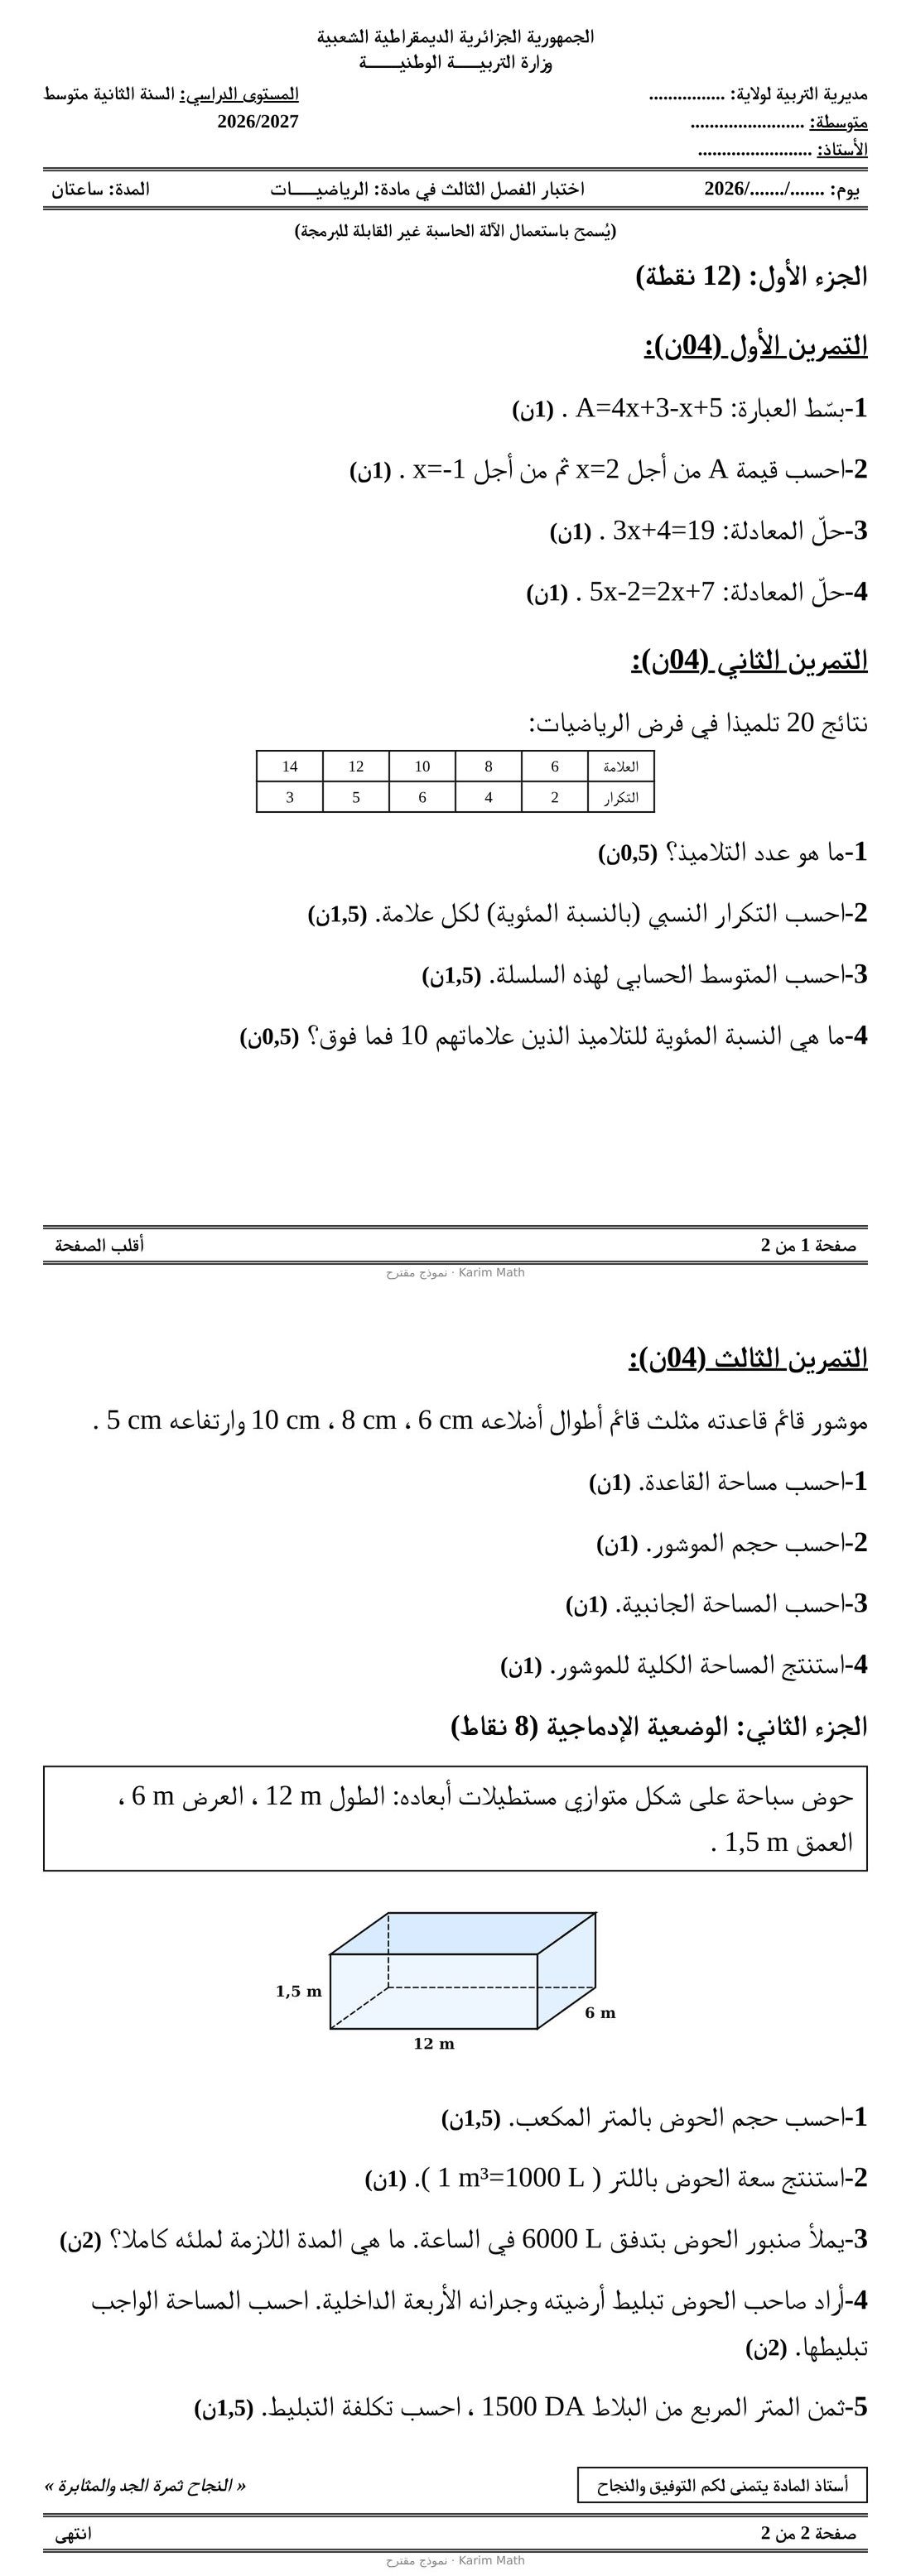 الجمهورية الجزائرية الديمقراطية الشعبية
وزارة التربيـــــة الوطنيــــــة
مديرية التربية لولاية: ................
المستوى الدراسي: السنة الثانية متوسط
متوسطة: ........................
2026/2027
الأستاذ: ........................
يوم: ......./......./2026
اختبار الفصل الثالث في مادة: الرياضيـــــات
المدة: ساعتان
(يُسمح باستعمال الآلة الحاسبة غير القابلة للبرمجة)
الجزء الأول: (12 نقطة)
التمرين الأول (04ن):
1-بسّط العبارة: A=4x+3-x+5 . (1ن)
2-احسب قيمة A من أجل x=2 ثم من أجل x=-1 . (1ن)
3-حلّ المعادلة: 3x+4=19 . (1ن)
4-حلّ المعادلة: 5x-2=2x+7 . (1ن)
التمرين الثاني (04ن):
نتائج 20 تلميذا في فرض الرياضيات:
العلامة 6 8 10 12 14
التكرار 2 4 6 5 3
1-ما هو عدد التلاميذ؟ (0,5ن)
2-احسب التكرار النسبي (بالنسبة المئوية) لكل علامة. (1,5ن)
3-احسب المتوسط الحسابي لهذه السلسلة. (1,5ن)
4-ما هي النسبة المئوية للتلاميذ الذين علاماتهم 10 فما فوق؟ (0,5ن)
صفحة 1 من 2
أقلب الصفحة
Karim Math · نموذج مقترح
التمرين الثالث (04ن):
موشور قائم قاعدته مثلث قائم أطوال أضلاعه 6 cm ، 8 cm ، 10 cm وارتفاعه 5 cm .
1-احسب مساحة القاعدة. (1ن)
2-احسب حجم الموشور. (1ن)
3-احسب المساحة الجانبية. (1ن)
4-استنتج المساحة الكلية للموشور. (1ن)
الجزء الثاني: الوضعية الإدماجية (8 نقاط)
حوض سباحة على شكل متوازي مستطيلات أبعاده: الطول 12 m ، العرض 6 m ،
العمق 1,5 m .
1,5 m
6 m
12 m
1-احسب حجم الحوض بالمتر المكعب. (1,5ن)
2-استنتج سعة الحوض باللتر ( 1 m³=1000 L ). (1ن)
3-يملأ صنبور الحوض بتدفق 6000 L في الساعة. ما هي المدة اللازمة لملئه كاملا؟ (2ن)
4-أراد صاحب الحوض تبليط أرضيته وجدرانه الأربعة الداخلية. احسب المساحة الواجب
تبليطها. (2ن)
5-ثمن المتر المربع من البلاط 1500 DA ، احسب تكلفة التبليط. (1,5ن)
أستاذ المادة يتمنى لكم التوفيق والنجاح
« النجاح ثمرة الجد والمثابرة »
صفحة 2 من 2
انتهى
Karim Math · نموذج مقترح